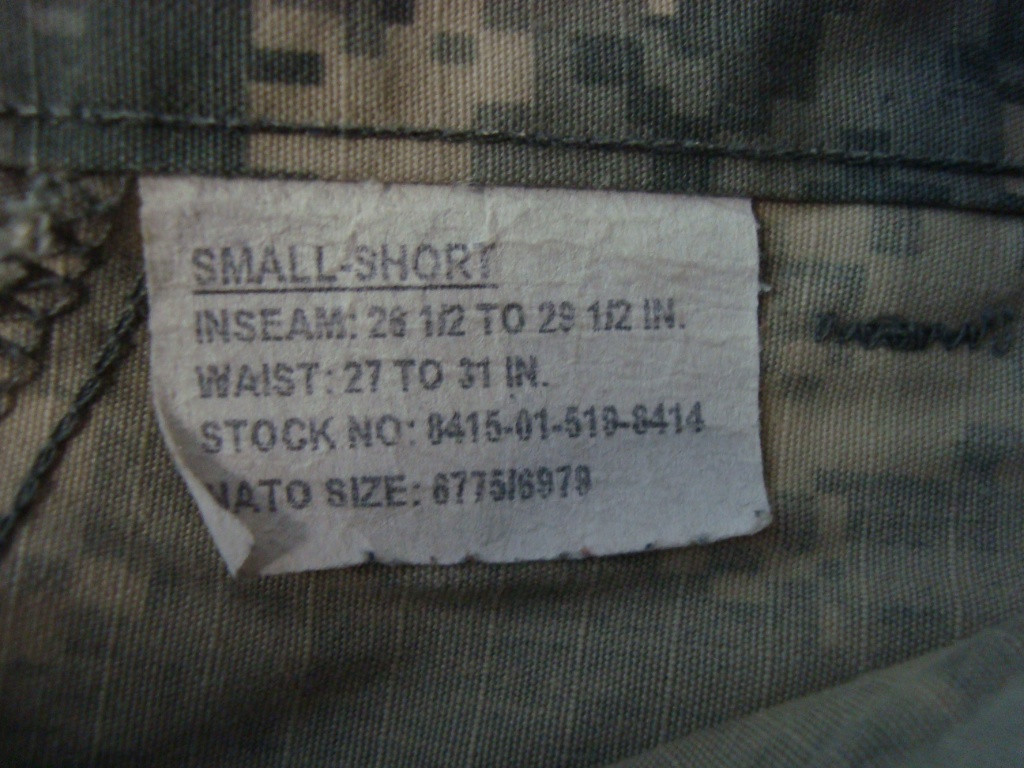 SMALL-SHORT
INSEAM: 26 1/2 TO 29 1/2 IN.
WAIST: 27 TO 31 IN.
STOCK NO: 8415-01-519-8414
NATO SIZE: 6775/6979